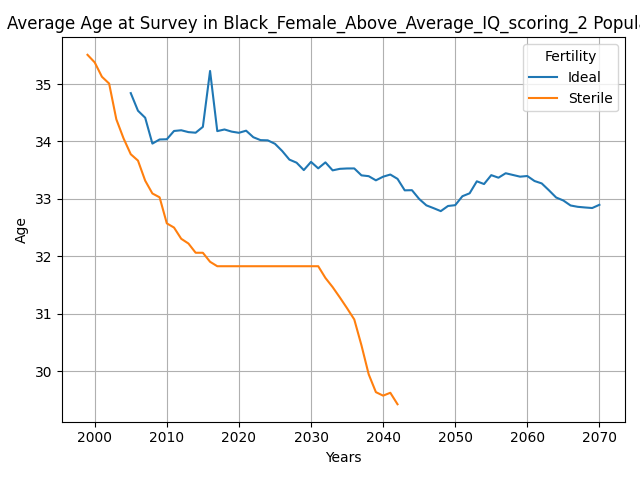 Average Age at Survey in Black_Female_Above_Average_IQ_scoring_2 Popul
Fertility
Ideal
Sterile
35
34
33
32
31
30
Age
2000 2010 2020 2030 2040 2050 2060 2070
Years